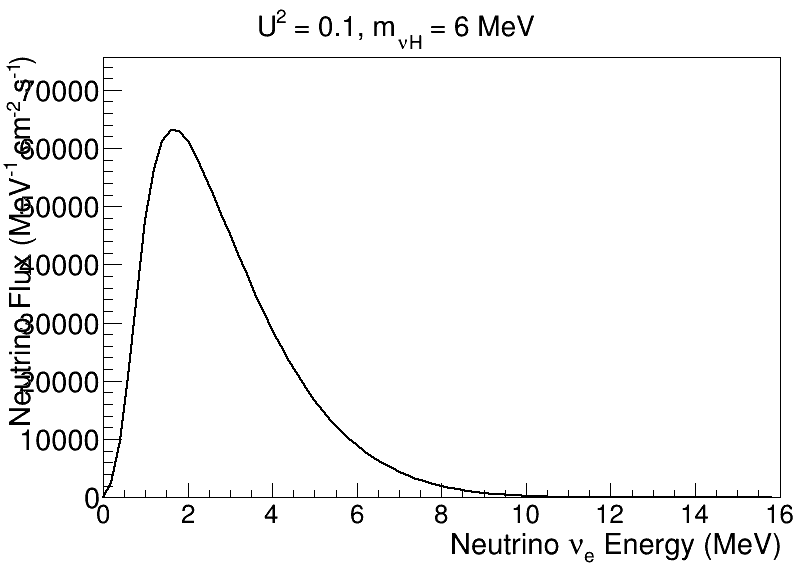 U² = 0.1, m_νH = 6 MeV
Neutrino Flux (MeV⁻¹ cm⁻² s⁻¹)
70000
60000
50000
40000
30000
20000
10000
0
0 2 4 6 8 10 12 14 16
Neutrino ν_e Energy (MeV)